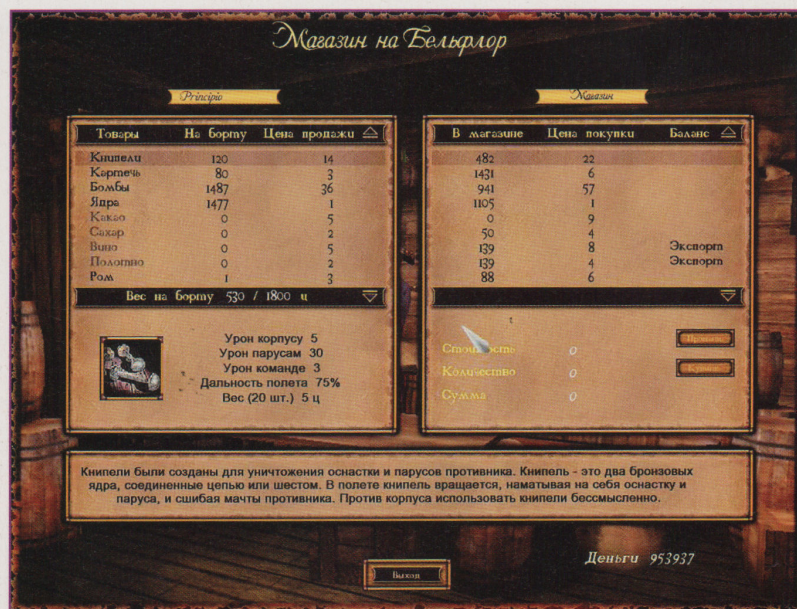 Магазин на Бельфлор
Principio
Магазин
Товары На борту Цена продажи
Книпели 120 14
Картечь 80 3
Бомбы 1487 36
Ядра 1477 1
Какао 0 5
Сахар 0 2
Вино 0 5
Полотно 0 2
Ром 1 3
Вес на борту 530 / 1800 ц
В магазине Цена покупки Баланс
482 22
1431 6
941 57
1105 1
0 9
50 4
139 8 Экспорт
139 4 Экспорт
88 6
Урон корпусу 5
Урон парусам 30
Урон команде 3
Дальность полета 75%
Вес (20 шт.) 5 ц
Стоимость 0
Количество 0
Сумма 0
Книпели были созданы для уничтожения оснастки и парусов противника. Книпель - это два бронзовых
ядра, соединенные цепью или шестом. В полете книпель вращается, наматывая на себя оснастку и
паруса, и сшибая мачты противника. Против корпуса использовать книпели бессмысленно.
Деньги 953937
Выход